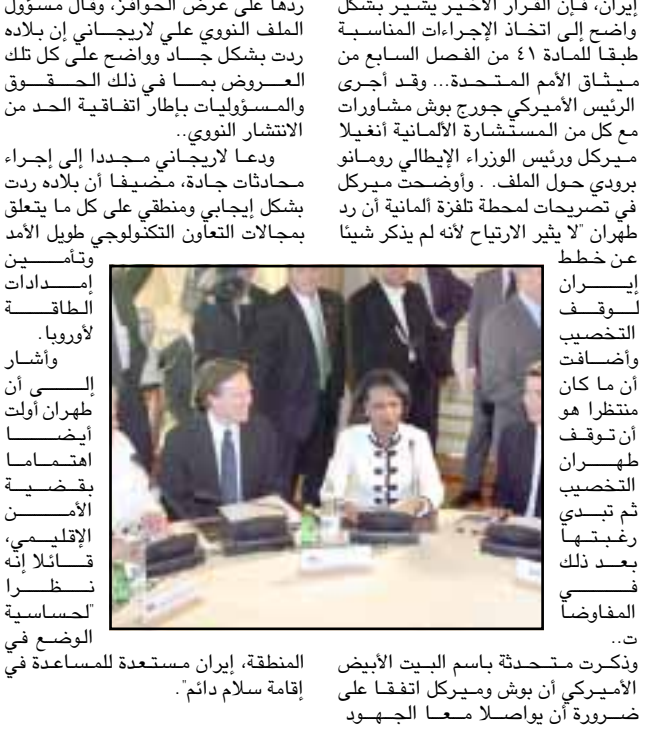 إيران، فإن القرار الأخير يشير بشكل
واضح إلى اتخاذ الإجراءات المناسبة
طبقا للمادة ٤١ من الفصل السابع من
ميثاق الأمم المتحدة... وقد أجرى
الرئيس الأميركي جورج بوش مشاورات
مع كل من المستشارة الألمانية أنغيلا
ميركل ورئيس الوزراء الإيطالي رومانو
برودي حول الملف. . وأوضحت ميركل
في تصريحات لمحطة تلفزة ألمانية أن رد
طهران "لا يثير الارتياح لأنه لم يذكر شيئا
عن خطط
إيران
لوقف
التخصيب
وأضافت
أن ما كان
منتظرا هو
أن توقف
طهران
التخصيب
ثم تبدي
رغبتها
بعد ذلك
في
المفاوضا
ت..
وذكرت متحدثة باسم البيت الأبيض
الأميركي أن بوش وميركل اتفقا على
ضرورة أن يواصلا معا الجهود
ردها على عرض الحوافز، وقال مسؤول
الملف النووي علي لاريجاني إن بلاده
ردت بشكل جاد وواضح على كل تلك
العروض بما في ذلك الحقوق
والمسؤوليات بإطار اتفاقية الحد من
الانتشار النووي..
ودعا لاريجاني مجددا إلى إجراء
محادثات جادة، مضيفا أن بلاده ردت
بشكل إيجابي ومنطقي على كل ما يتعلق
بمجالات التعاون التكنولوجي طويل الأمد
وتأمين
إمدادات
الطاقة
لأوروبا.
وأشار
إلى أن
طهران أولت
أيضا
اهتماما
بقضية
الأمن
الإقليمي،
قائلا إنه
نظرا
"لحساسية
الوضع في
المنطقة، إيران مستعدة للمساعدة في
إقامة سلام دائم".